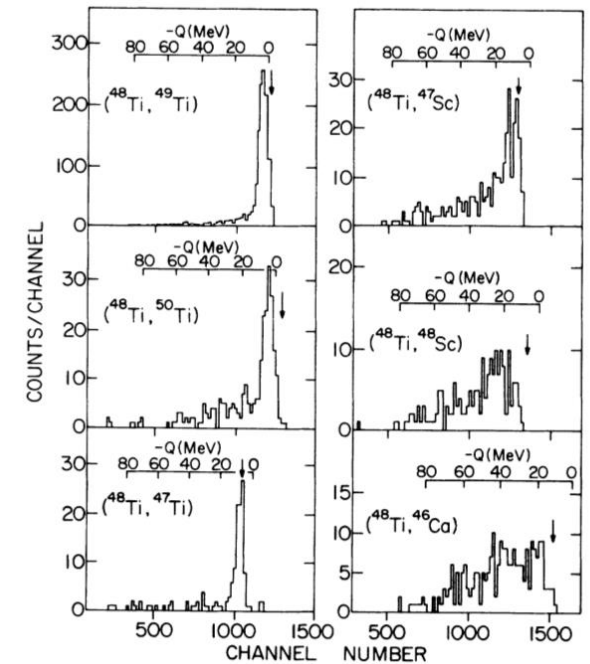 -Q(MeV)
80 60 40 20 0
300
200
100
0
(⁴⁸Ti, ⁴⁹Ti)
-Q(MeV)
80 60 40 20 0
30
20
10
0
(⁴⁸Ti, ⁴⁷Sc)
COUNTS/CHANNEL
-Q(MeV)
80 60 40 20 0
30
20
10
0
(⁴⁸Ti, ⁵⁰Ti)
-Q(MeV)
80 60 40 20 0
20
10
0
(⁴⁸Ti, ⁴⁸Sc)
-Q(MeV)
80 60 40 20 0
30
20
10
0
(⁴⁸Ti, ⁴⁷Ti)
500 1000 1500
-Q(MeV)
80 60 40 20 0
15
10
5
0
(⁴⁸Ti, ⁴⁶Ca)
500 1000 1500
CHANNEL NUMBER